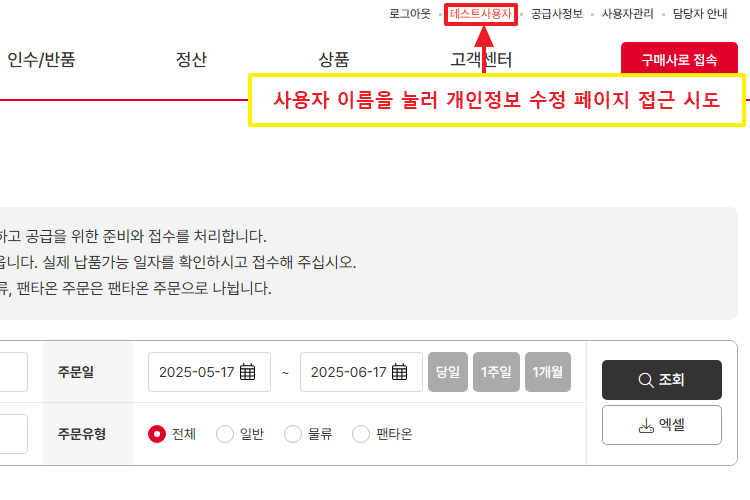 로그아웃 테스트사용자 공급사정보 사용자관리 담당자 안내
인수/반품 정산 상품 고객센터 구매사로 접속
사용자 이름을 눌러 개인정보 수정 페이지 접근 시도
하고 공급을 위한 준비와 접수를 처리합니다.
옵니다. 실제 납품가능 일자를 확인하시고 접수해 주십시오.
류, 팬타온 주문은 팬타온 주문으로 나뉩니다.
주문일 2025-05-17 ~ 2025-06-17 당일 1주일 1개월 조회
주문유형 전체 일반 물류 팬타온 엑셀